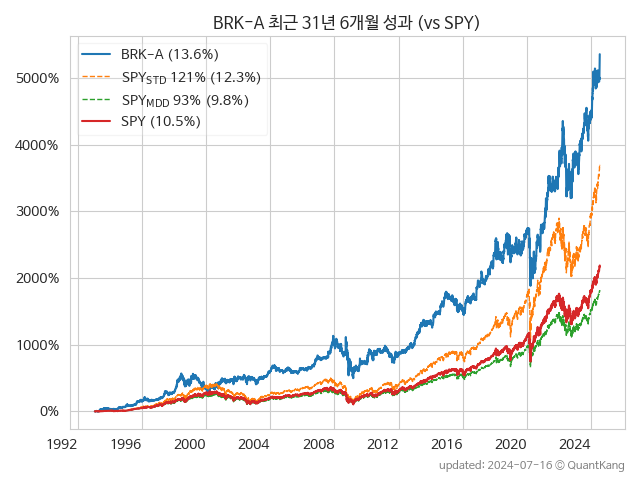 BRK-A 최근 31년 6개월 성과 (vs SPY)
BRK-A (13.6%)
SPY_STD 121% (12.3%)
SPY_MDD 93% (9.8%)
SPY (10.5%)
5000%
4000%
3000%
2000%
1000%
0%
1992 1996 2000 2004 2008 2012 2016 2020 2024
updated: 2024-07-16 © QuantKang